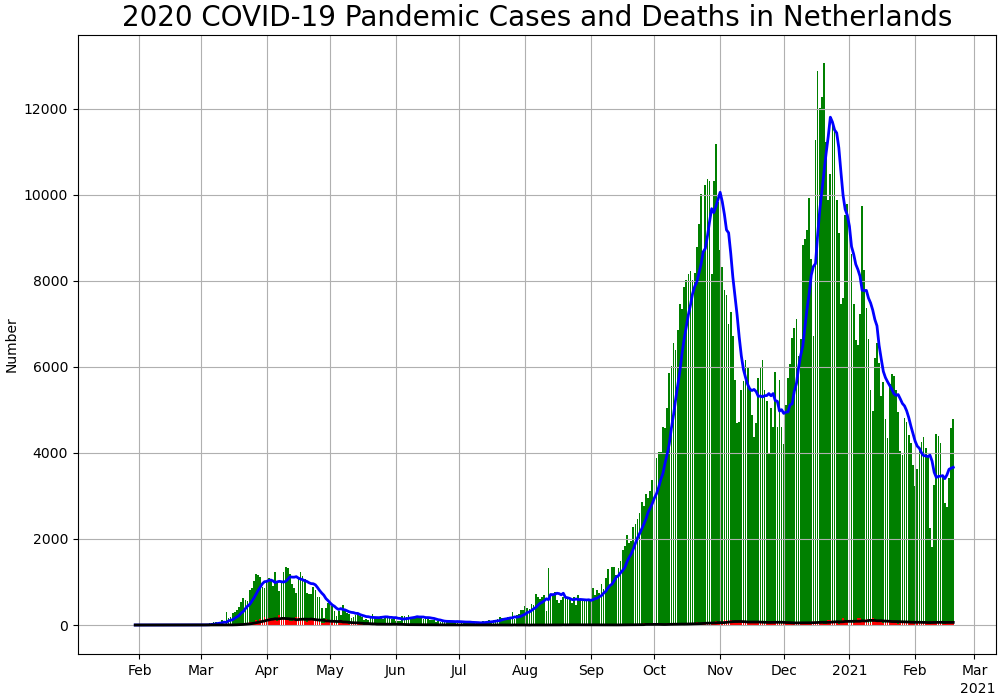 2020 COVID-19 Pandemic Cases and Deaths in Netherlands
Number
12000
10000
8000
6000
4000
2000
0
Feb Mar Apr May Jun Jul Aug Sep Oct Nov Dec 2021 Feb Mar
2021